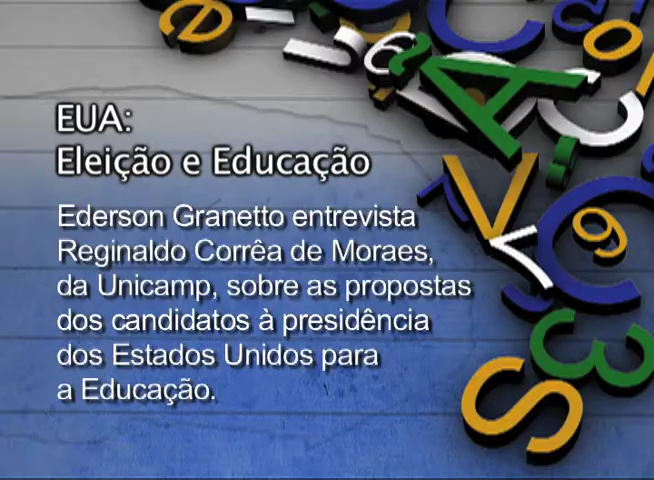 EUA:
Eleição e Educação
Ederson Granetto entrevista
Reginaldo Corrêa de Moraes,
da Unicamp, sobre as propostas
dos candidatos à presidência
dos Estados Unidos para
a Educação.